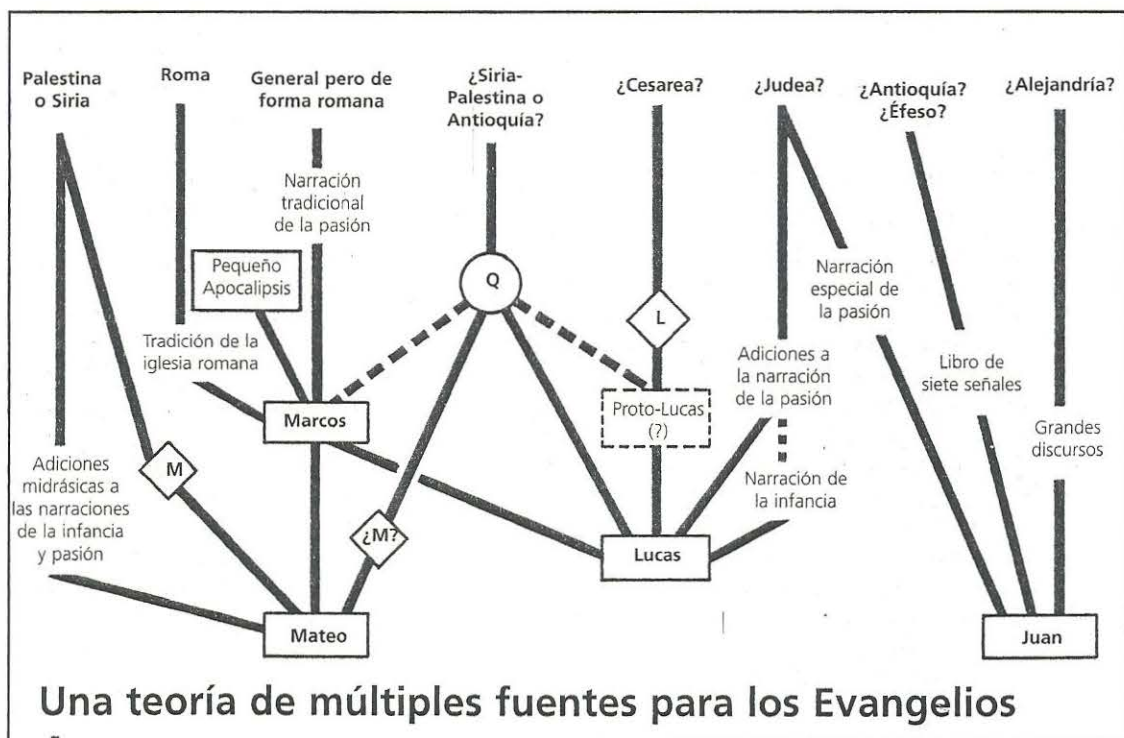 Palestina
o Siria
Roma
General pero de
forma romana
¿Siria-
Palestina o
Antioquía?
¿Cesarea?
¿Judea?
¿Antioquía?
¿Éfeso?
¿Alejandría?
Narración
tradicional
de la pasión
Pequeño
Apocalipsis
Q
L
Narración
especial de
la pasión
Tradición de la
iglesia romana
Adiciones a
la narración
de la pasión
Libro de
siete señales
Proto-Lucas
(?)
Marcos
Grandes
discursos
Adiciones
midrásicas a
las narraciones
de la infancia
y pasión
M
Narración de
la infancia
¿M?
Lucas
Mateo
Juan
Una teoría de múltiples fuentes para los Evangelios